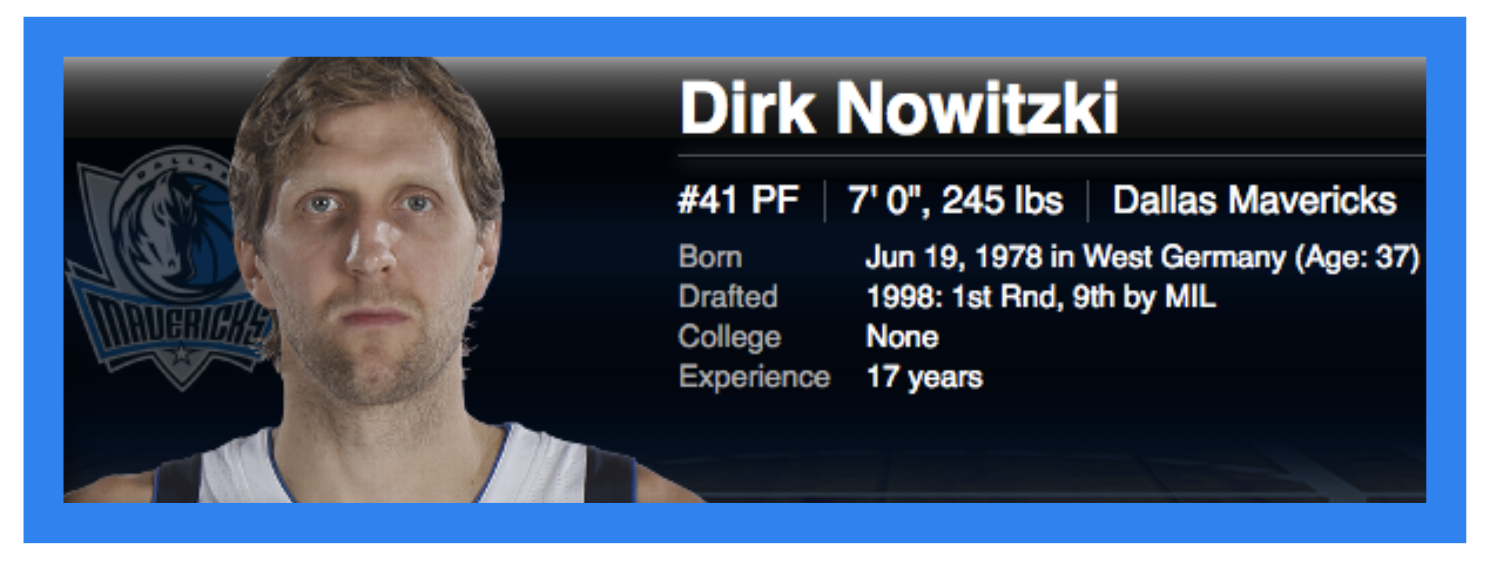 Dirk Nowitzki
#41 PF 7' 0", 245 lbs Dallas Mavericks
Born Jun 19, 1978 in West Germany (Age: 37)
Drafted 1998: 1st Rnd, 9th by MIL
College None
Experience 17 years
DALLAS
MAVERICKS